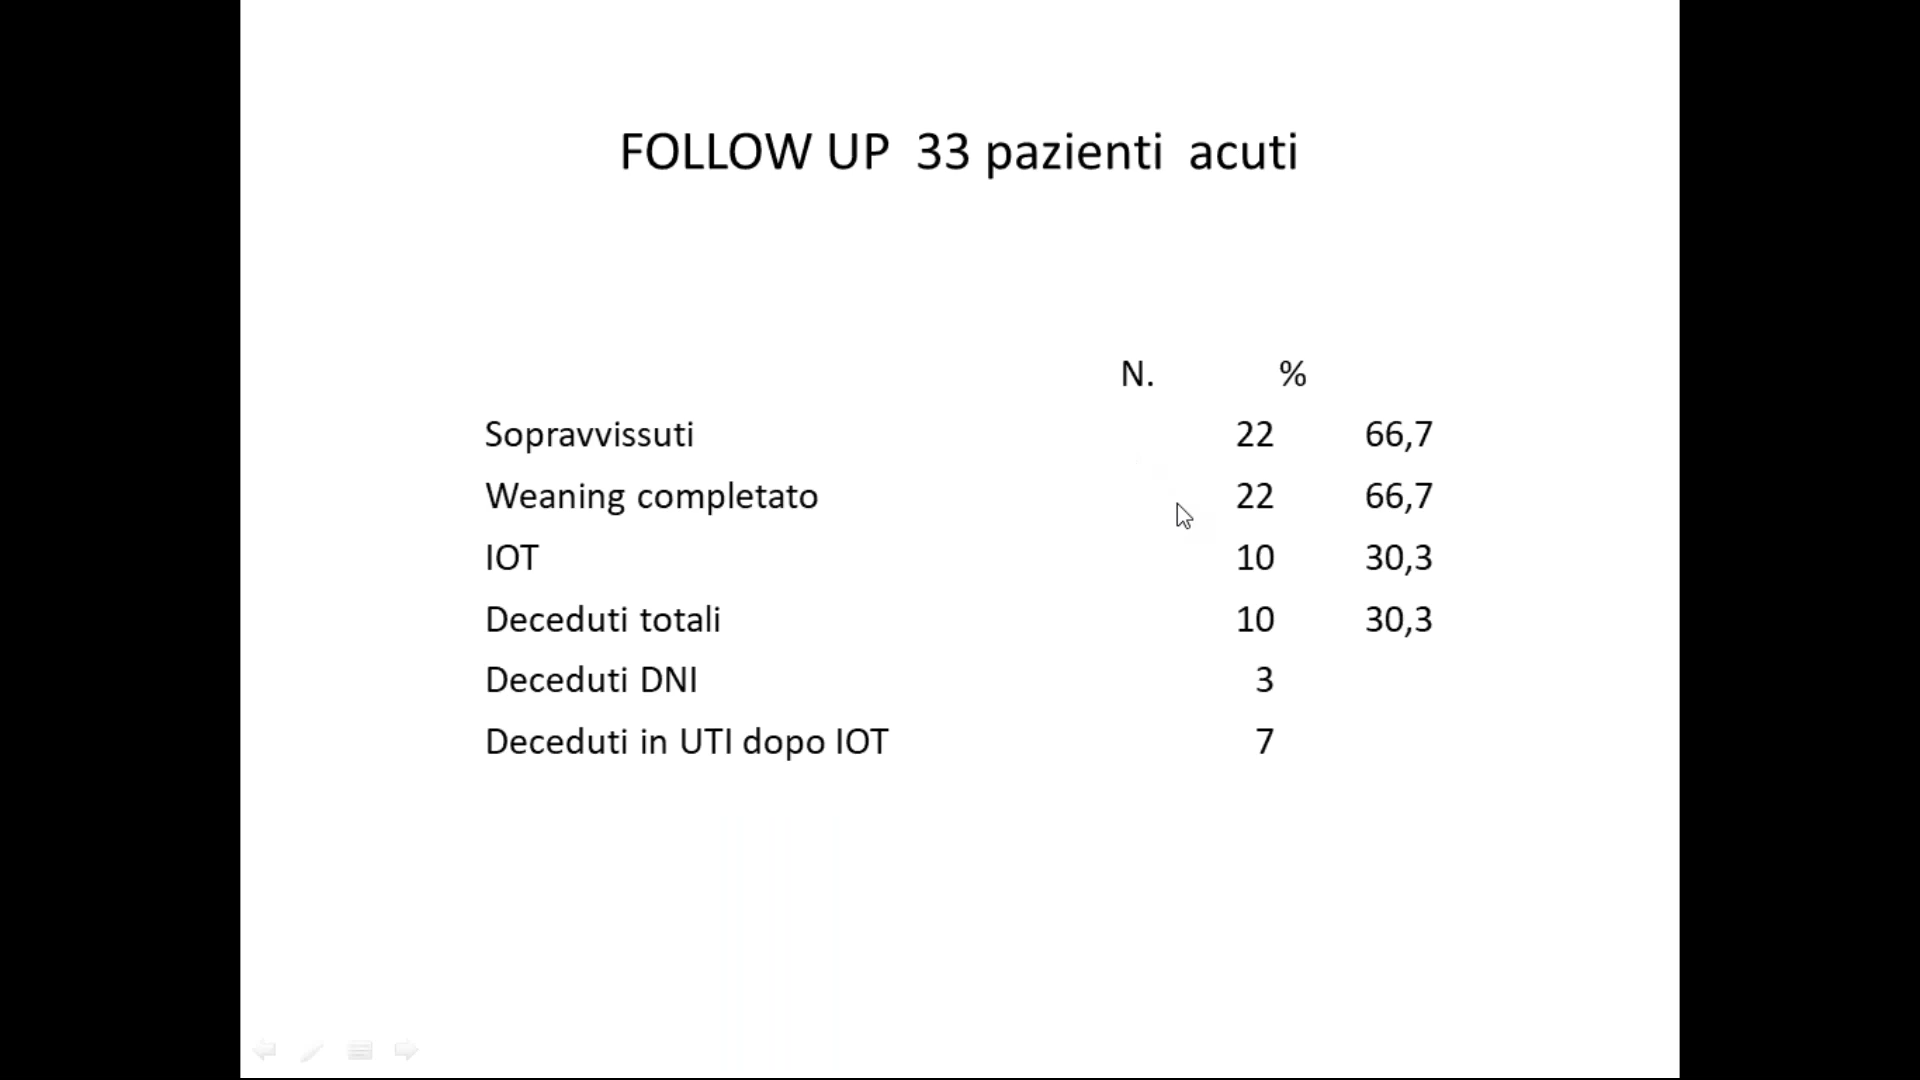 FOLLOW UP 33 pazienti acuti
N. %
Sopravvissuti 22 66,7
Weaning completato 22 66,7
IOT 10 30,3
Deceduti totali 10 30,3
Deceduti DNI 3
Deceduti in UTI dopo IOT 7